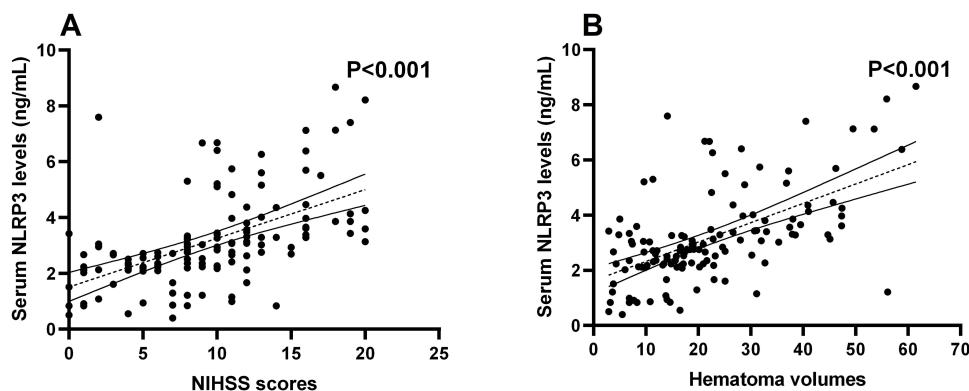 A
P<0.001
Serum NLRP3 levels (ng/mL)
10
8
6
4
2
0
0 5 10 15 20 25
NIHSS scores
B
P<0.001
Serum NLRP3 levels (ng/mL)
10
8
6
4
2
0
0 10 20 30 40 50 60 70
Hematoma volumes